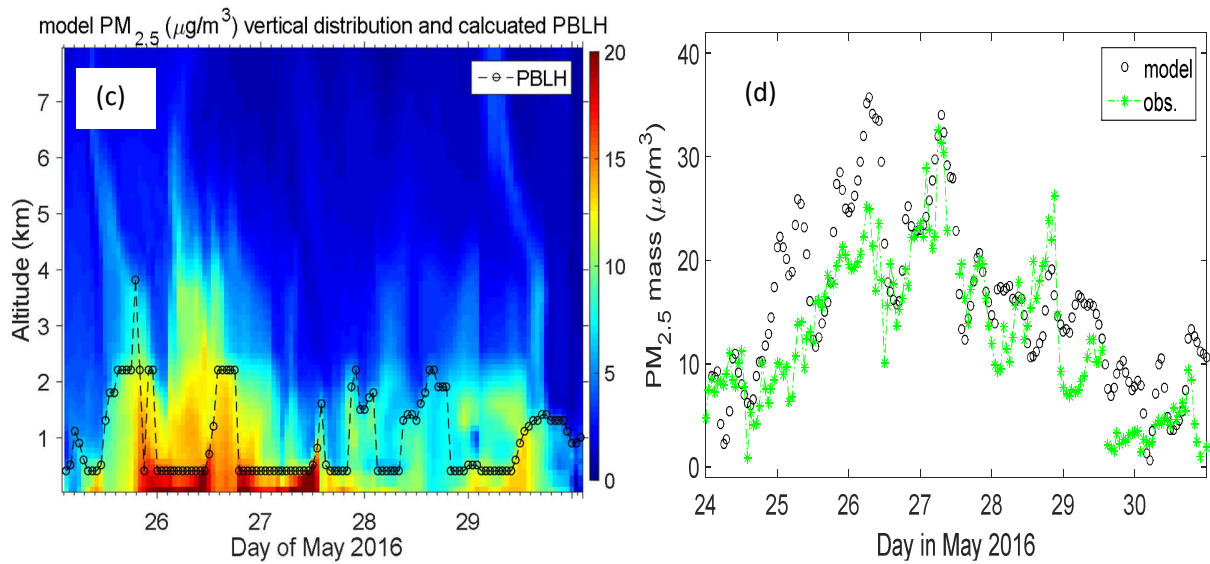 model PM2.5 (μg/m3) vertical distribution and calcuated PBLH
(c)
PBLH
Altitude (km)
7
6
5
4
3
2
1
26
27
28
29
Day of May 2016
20
15
10
5
0
(d)
model
obs.
PM2.5 mass (μg/m3)
40
30
20
10
0
24
25
26
27
28
29
30
Day in May 2016